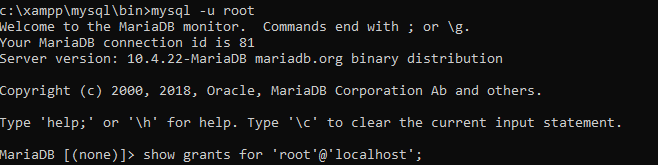 c:\xampp\mysql\bin>mysql -u root
Welcome to the MariaDB monitor.  Commands end with ; or \g.
Your MariaDB connection id is 81
Server version: 10.4.22-MariaDB mariadb.org binary distribution
Copyright (c) 2000, 2018, Oracle, MariaDB Corporation Ab and others.
Type 'help;' or '\h' for help. Type '\c' to clear the current input statement.
MariaDB [(none)]> show grants for 'root'@'localhost';